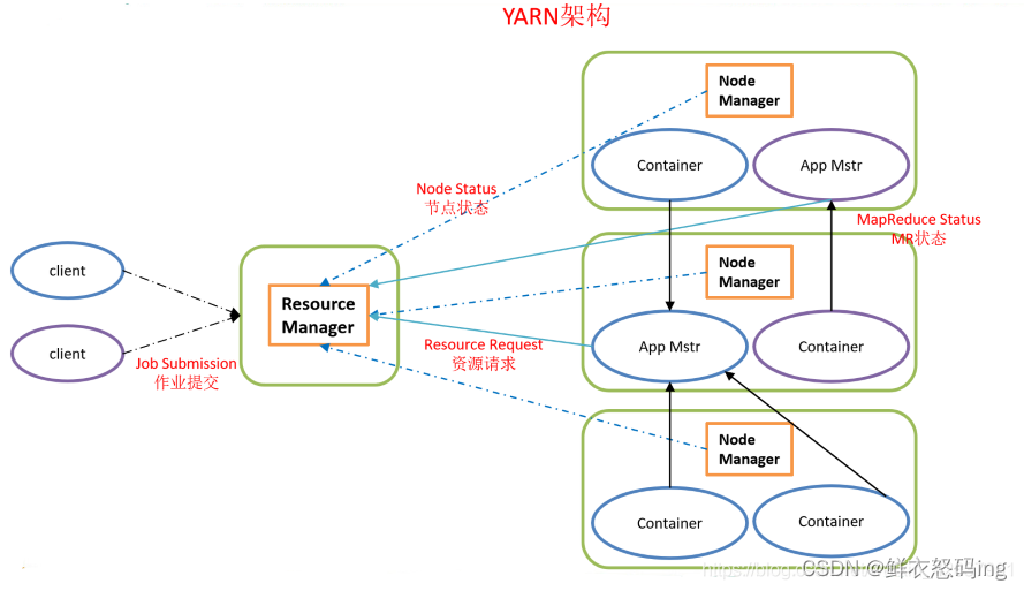 YARN架构
Node
Manager
Container
App Mstr
Node Status
节点状态
MapReduce Status
MR状态
client
Resource
Manager
Node
Manager
App Mstr
Container
client
Job Submission
作业提交
Resource Request
资源请求
Node
Manager
Container
Container
CSDN @鲜衣怒码ing